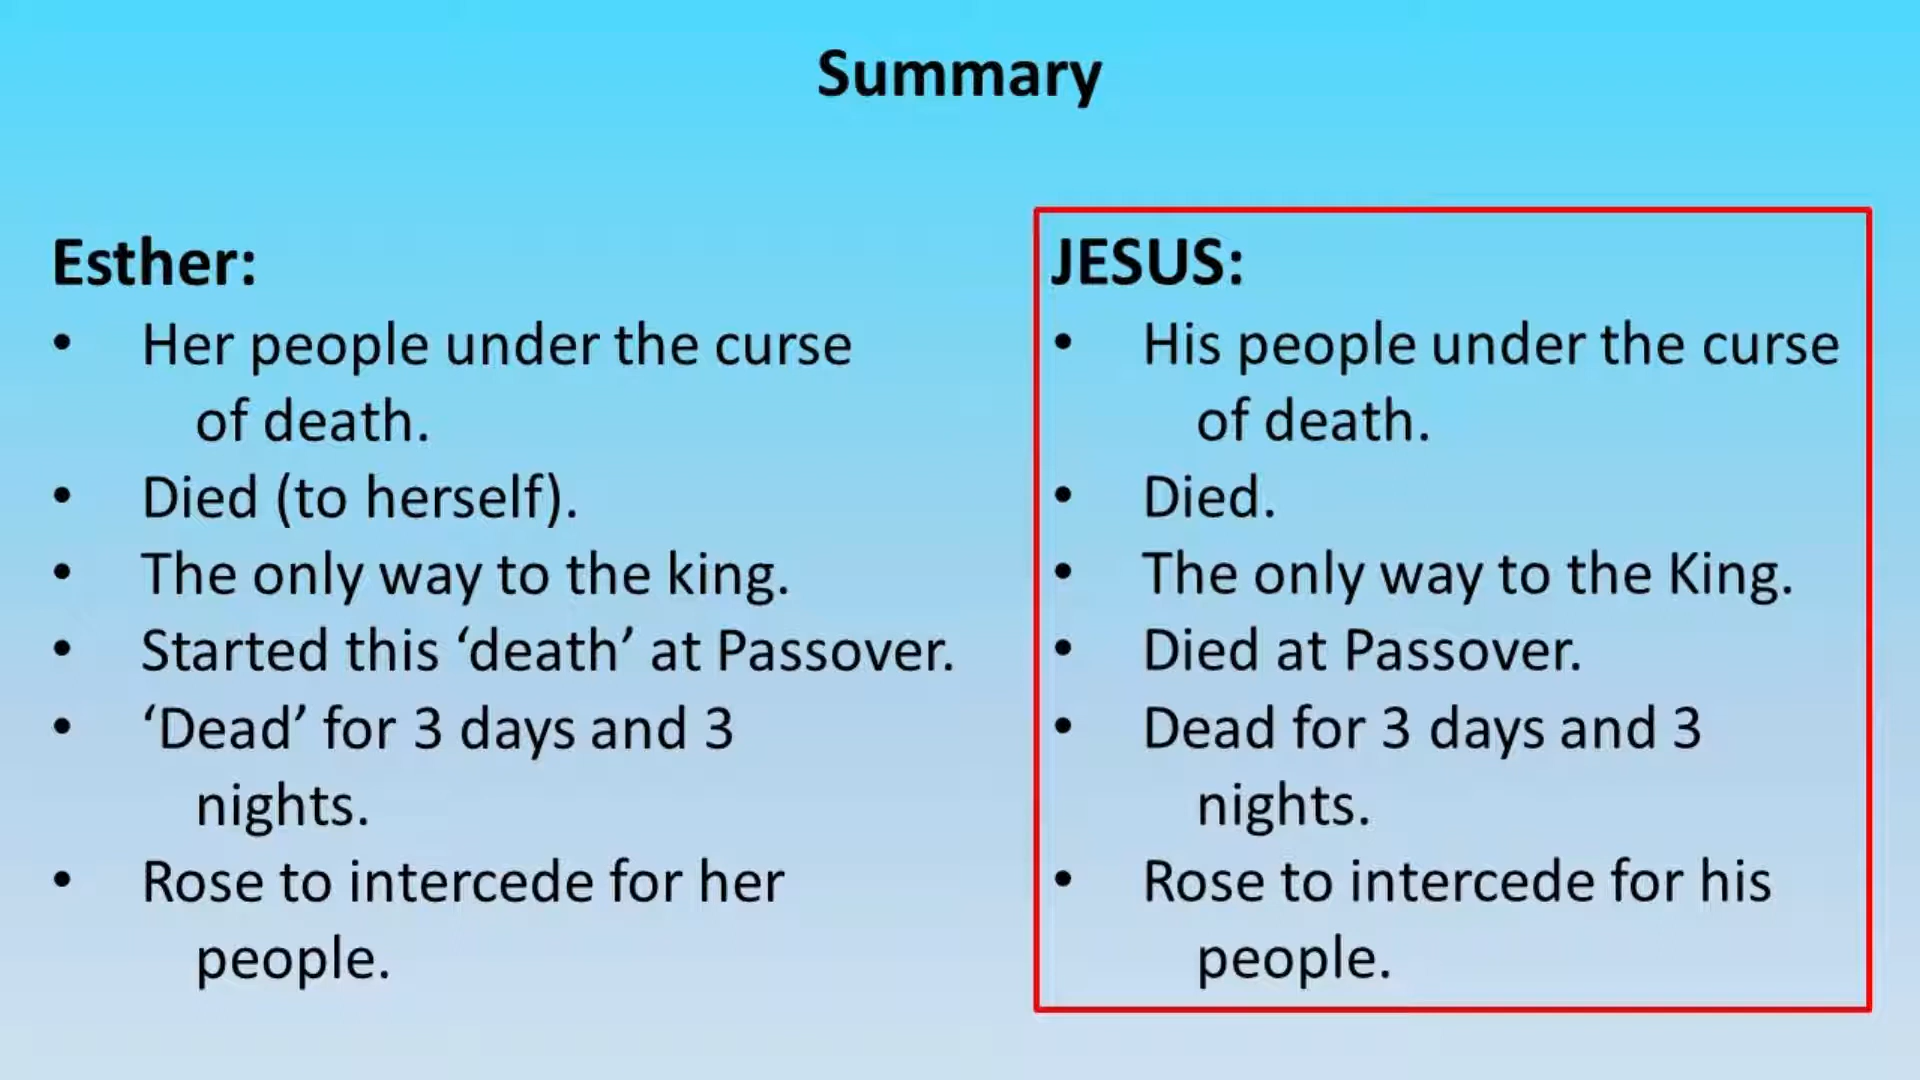 Summary
Esther:
• Her people under the curse
of death.
• Died (to herself).
• The only way to the king.
• Started this ‘death’ at Passover.
• ‘Dead’ for 3 days and 3
nights.
• Rose to intercede for her
people.
JESUS:
• His people under the curse
of death.
• Died.
• The only way to the King.
• Died at Passover.
• Dead for 3 days and 3
nights.
• Rose to intercede for his
people.